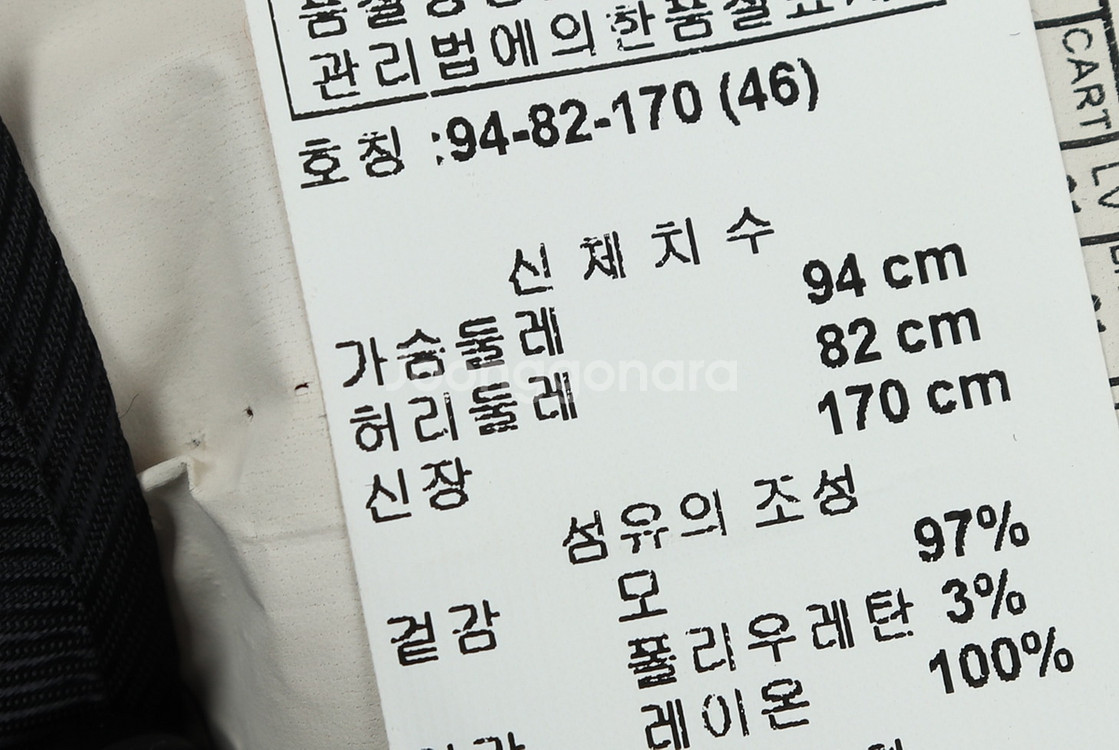 관리법에의한품질표시
호칭 :94-82-170 (46)
신체치수
가슴둘레 94 cm
허리둘레 82 cm
신장 170 cm
섬유의 조성
겉감 모 97%
폴리우레탄 3%
레이온 100%
Joonggonara
CART
LV